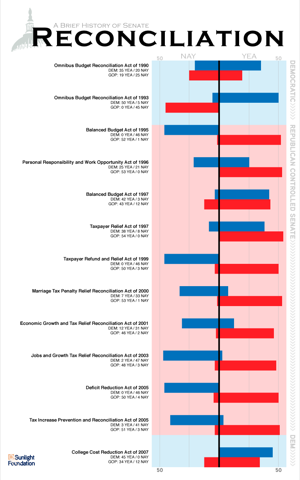 A BRIEF HISTORY OF SENATE
RECONCILIATION
50 NAY YEA 50
DEMOCRATIC
Omnibus Budget Reconciliation Act of 1990
DEM: 35 YEA / 20 NAY
GOP: 19 YEA / 25 NAY
Omnibus Budget Reconciliation Act of 1993
DEM: 50 YEA / 5 NAY
GOP: 0 YEA / 45 NAY
REPUBLICAN CONTROLLED SENATE
Balanced Budget Act of 1995
DEM: 0 YEA / 46 NAY
GOP: 52 YEA / 1 NAY
Personal Responsibility and Work Opportunity Act of 1996
DEM: 25 YEA / 21 NAY
GOP: 53 YEA / 0 NAY
Balanced Budget Act of 1997
DEM: 42 YEA / 3 NAY
GOP: 43 YEA / 12 NAY
Taxpayer Relief Act of 1997
DEM: 38 YEA / 8 NAY
GOP: 54 YEA / 0 NAY
Taxpayer Refund and Relief Act of 1999
DEM: 0 YEA / 46 NAY
GOP: 50 YEA / 3 NAY
Marriage Tax Penalty Relief Reconciliation Act of 2000
DEM: 7 YEA / 33 NAY
GOP: 53 YEA / 1 NAY
Economic Growth and Tax Relief Reconciliation Act of 2001
DEM: 12 YEA / 31 NAY
GOP: 46 YEA / 2 NAY
Jobs and Growth Tax Relief Reconciliation Act of 2003
DEM: 2 YEA / 47 NAY
GOP: 48 YEA / 3 NAY
Deficit Reduction Act of 2005
DEM: 0 YEA / 46 NAY
GOP: 50 YEA / 4 NAY
Tax Increase Prevention and Reconciliation Act of 2005
DEM: 3 YEA / 41 NAY
GOP: 51 YEA / 3 NAY
DEM
College Cost Reduction Act of 2007
DEM: 45 YEA / 0 NAY
GOP: 34 YEA / 12 NAY
50 50
Sunlight
Foundation